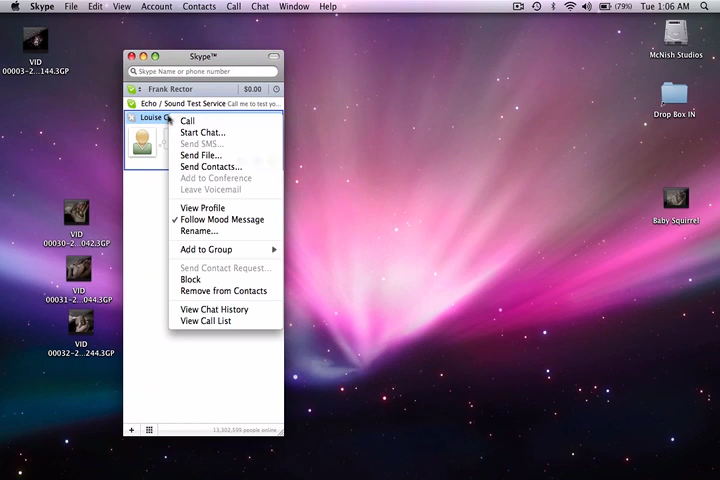 Skype File Edit View Account Contacts Call Chat Window Help (79%) Tue 1:06 AM
VID
00003-2...144.3GP
McNish Studios
Drop Box IN
Baby Squirrel
VID
00030-2...042.3GP
VID
00031-2...044.3GP
VID
00032-2...244.3GP
Skype™
Skype Name or phone number
Frank Rector $0.00
Echo / Sound Test Service Call me to test yo...
Louise
Call
Start Chat...
Send SMS...
Send File...
Send Contacts...
Add to Conference
Leave Voicemail
View Profile
✓ Follow Mood Message
Rename...
Add to Group
Send Contact Request...
Block
Remove from Contacts
View Chat History
View Call List
13,302,599 people online